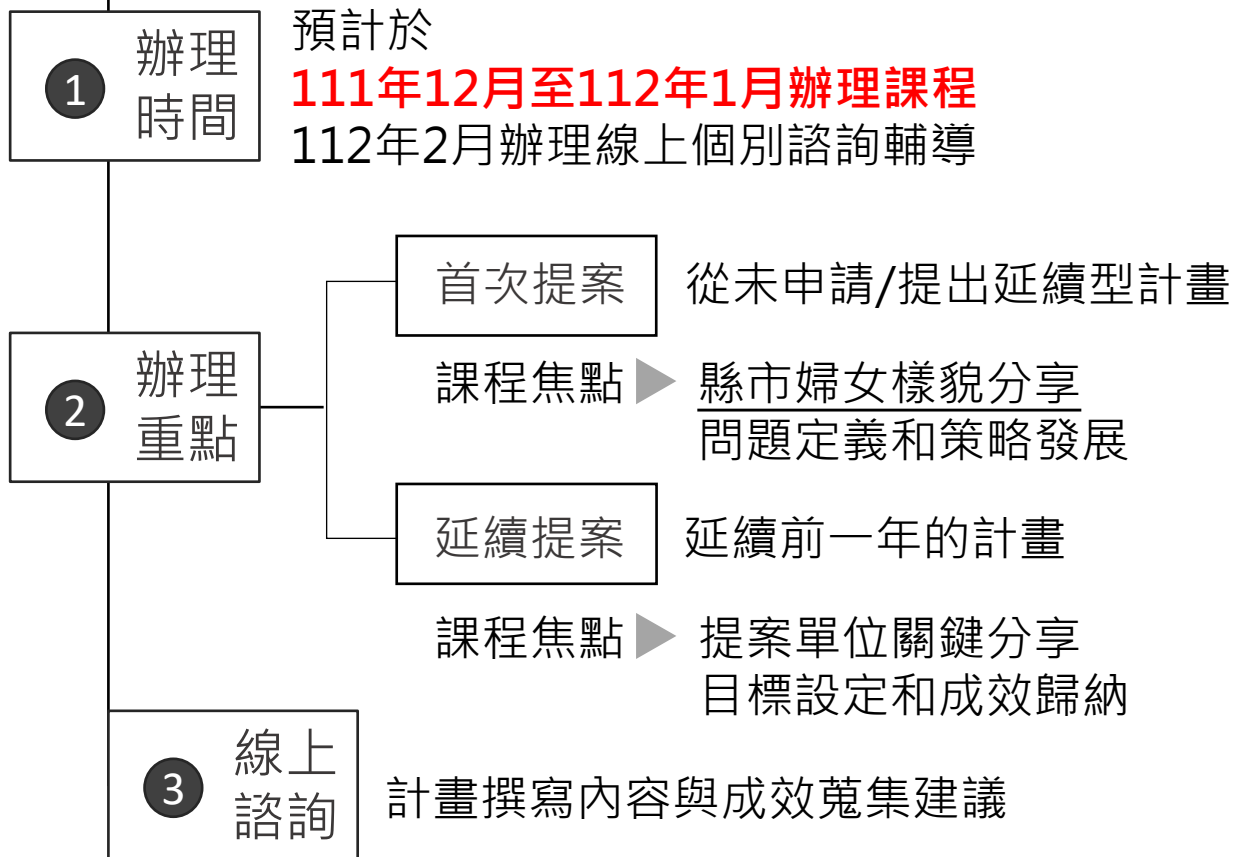 1
辦理
時間
預計於
111年12月至112年1月辦理課程
112年2月辦理線上個別諮詢輔導
2
辦理
重點
首次提案
從未申請/提出延續型計畫
課程焦點
縣市婦女樣貌分享
問題定義和策略發展
延續提案
延續前一年的計畫
課程焦點
提案單位關鍵分享
目標設定和成效歸納
3
線上
諮詢
計畫撰寫內容與成效蒐集建議